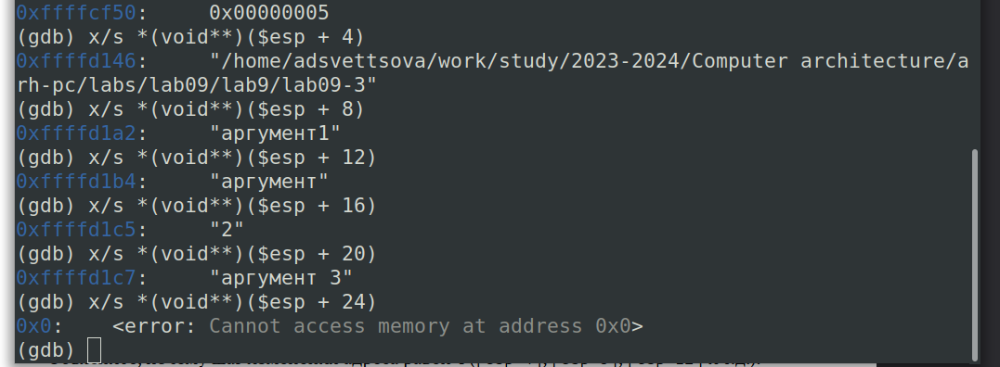 0xffffcf50:     0x00000005
(gdb) x/s *(void**)($esp + 4)
0xffffd146:     "/home/adsvettsova/work/study/2023-2024/Computer architecture/a
rh-pc/labs/lab09/lab9/lab09-3"
(gdb) x/s *(void**)($esp + 8)
0xffffd1a2:     "аргумент1"
(gdb) x/s *(void**)($esp + 12)
0xffffd1b4:     "аргумент"
(gdb) x/s *(void**)($esp + 16)
0xffffd1c5:     "2"
(gdb) x/s *(void**)($esp + 20)
0xffffd1c7:     "аргумент 3"
(gdb) x/s *(void**)($esp + 24)
0x0:    <error: Cannot access memory at address 0x0>
(gdb)